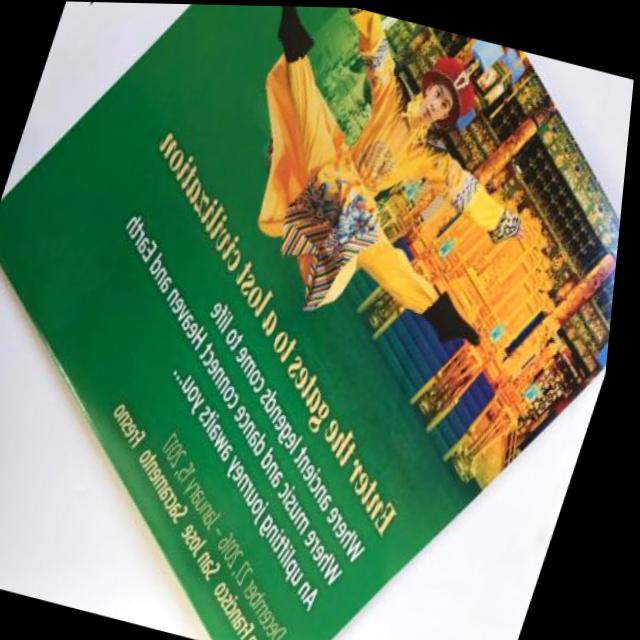 Enter the gates to a lost civilization
Where ancient legends come to life
Where music and dance connect Heaven and Earth
An uplifting journey awaits you...
December 27, 2016 – January 15, 2017
Francisco San Jose Sacramento Fresno